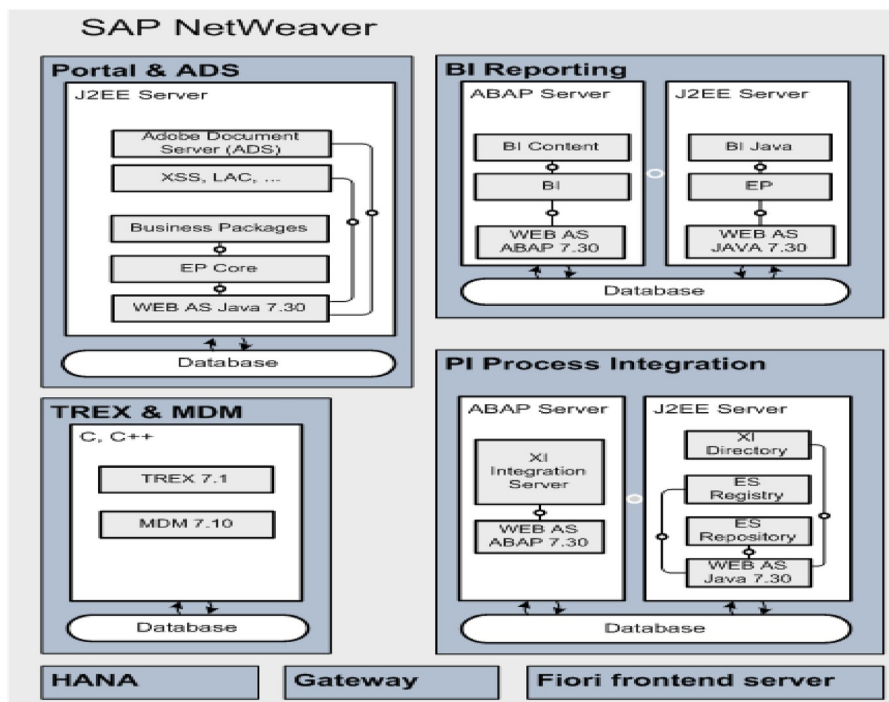 SAP NetWeaver
Portal & ADS
J2EE Server
Adobe Document
Server (ADS)
XSS, LAC, ...
Business Packages
EP Core
WEB AS Java 7.30
Database
BI Reporting
ABAP Server
BI Content
BI
WEB AS
ABAP 7.30
J2EE Server
BI Java
EP
WEB AS
JAVA 7.30
Database
TREX & MDM
C, C++
TREX 7.1
MDM 7.10
Database
PI Process Integration
ABAP Server
XI
Integration
Server
WEB AS
ABAP 7.30
J2EE Server
XI
Directory
ES
Registry
ES
Repository
WEB AS
Java 7.30
Database
HANA
Gateway
Fiori frontend server